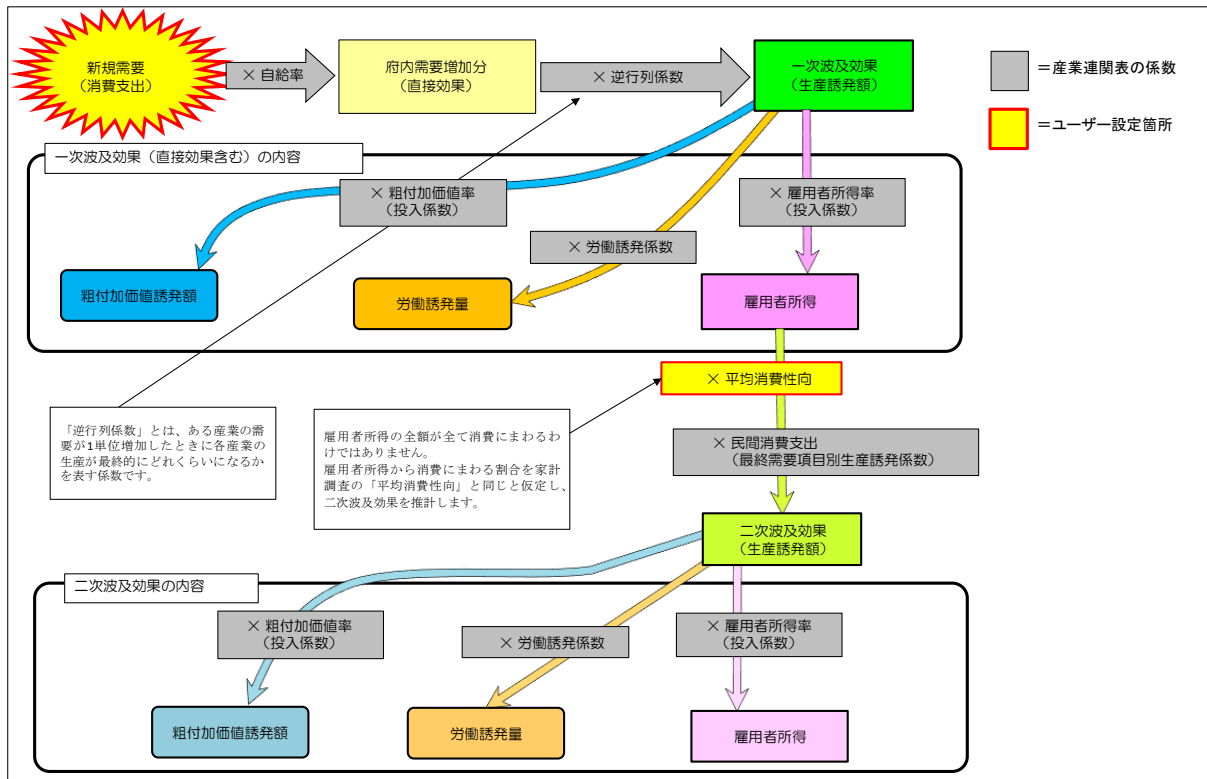 新規需要
（消費支出）
× 自給率
府内需要増加分
（直接効果）
× 逆行列係数
一次波及効果
（生産誘発額）
＝産業連関表の係数
＝ユーザー設定箇所
一次波及効果（直接効果含む）の内容
× 粗付加価値率
（投入係数）
× 雇用者所得率
（投入係数）
× 労働誘発係数
粗付加価値誘発額
労働誘発量
雇用者所得
× 平均消費性向
「逆行列係数」とは、ある産業の需
要が1単位増加したときに各産業の
生産が最終的にどれくらいになるか
を表す係数です。
雇用者所得の全額が全て消費にまわるわ
けではありません。
雇用者所得から消費にまわる割合を家計
調査の「平均消費性向」と同じと仮定し、
二次波及効果を推計します。
× 民間消費支出
（最終需要項目別生産誘発係数）
二次波及効果
（生産誘発額）
二次波及効果の内容
× 粗付加価値率
（投入係数）
× 労働誘発係数
× 雇用者所得率
（投入係数）
粗付加価値誘発額
労働誘発量
雇用者所得